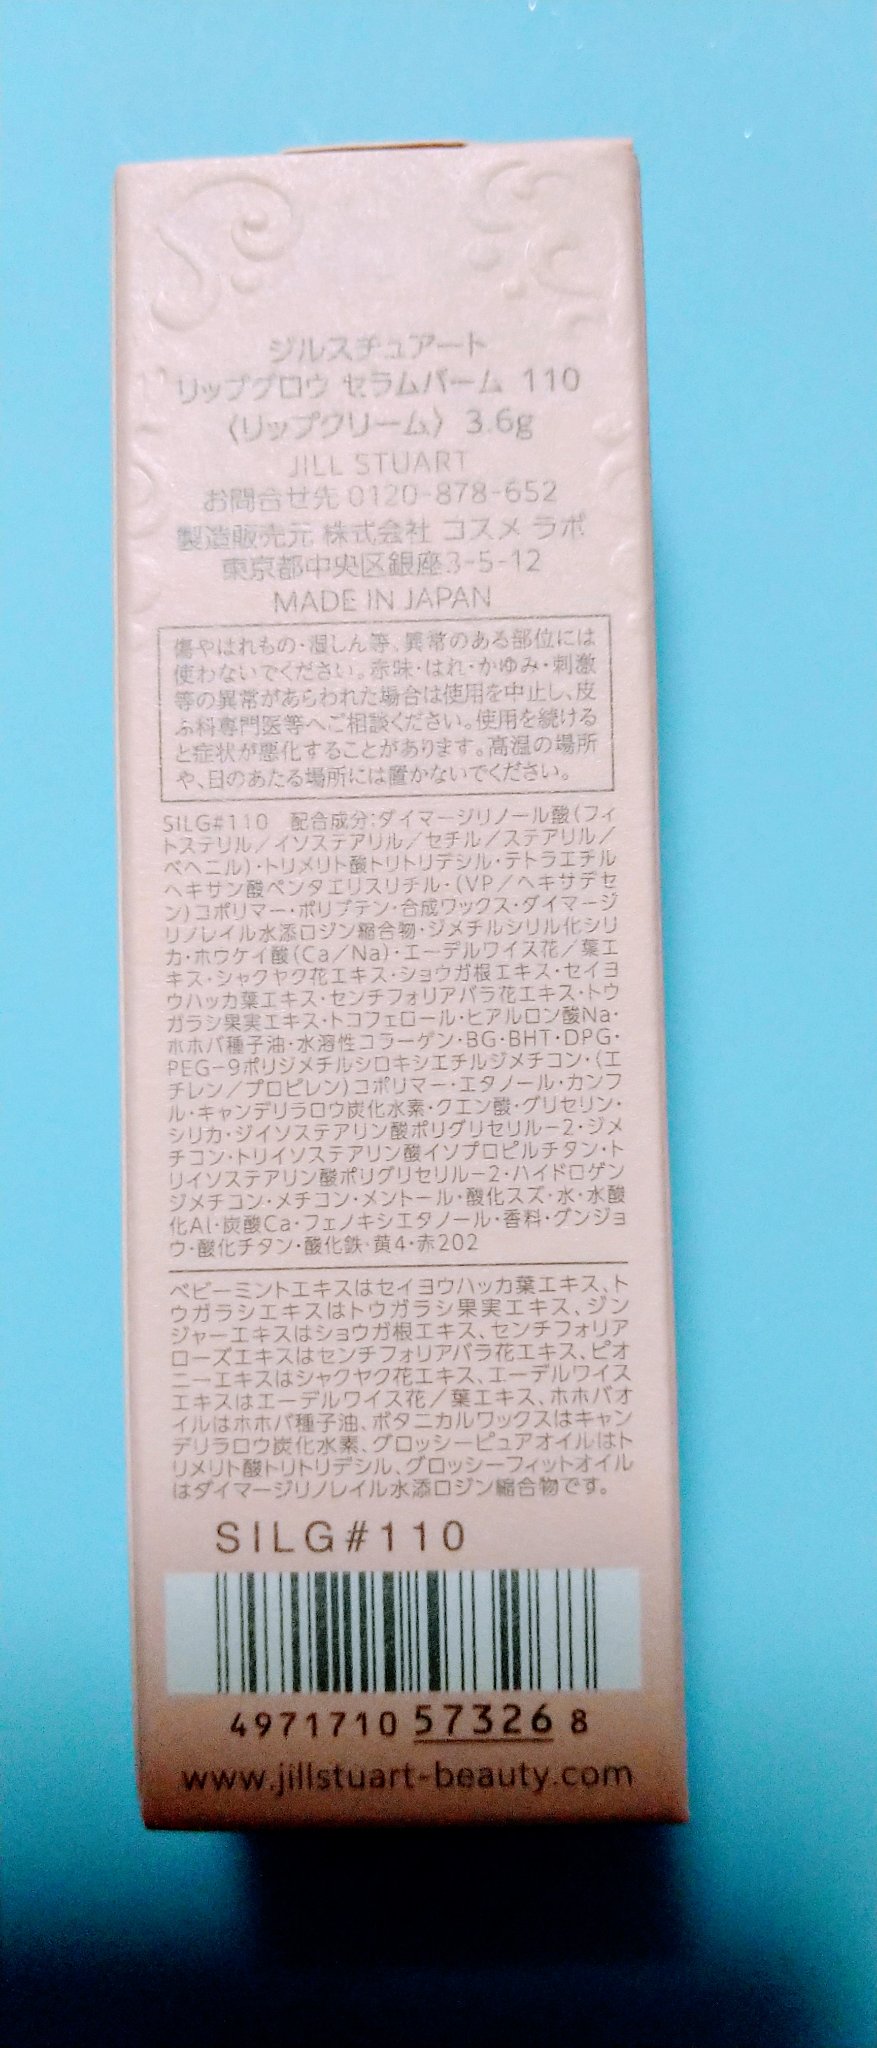 ジルスチュアート
リップグロウ セラムバーム 110
〈リップクリーム〉 3.6g
JILL STUART
お問合せ先 0120-878-652
製造販売元 株式会社 コスメ ラボ
東京都中央区銀座3-5-12
MADE IN JAPAN
傷やはれもの・湿しん等、異常のある部位には
使わないでください。赤味・はれ・かゆみ・刺激
等の異常があらわれた場合は使用を中止し、皮
ふ科専門医等へご相談ください。使用を続ける
と症状が悪化することがあります。高温の場所
や、日のあたる場所には置かないでください。
SILG#110 配合成分:ダイマージリノール酸(フィ
トステリル/イソステアリル/セチル/ステアリル/
ベヘニル)・トリメリト酸トリトリデシル・テトラエチル
ヘキサン酸ペンタエリスリチル・(VP/ヘキサデセ
ン)コポリマー・ポリブテン・合成ワックス・ダイマージ
リノレイル水添ロジン縮合物・ジメチルシリル化シリ
カ・ホウケイ酸(Ca/Na)・エーデルワイス花/葉エ
キス・シャクヤク花エキス・ショウガ根エキス・セイヨ
ウハッカ葉エキス・センチフォリアバラ花エキス・トウ
ガラシ果実エキス・トコフェロール・ヒアルロン酸Na・
ホホバ種子油・水溶性コラーゲン・BG・BHT・DPG・
PEG-9ポリジメチルシロキシエチルジメチコン・(エ
チレン/プロピレン)コポリマー・エタノール・カンフ
ル・キャンデリラロウ炭化水素・クエン酸・グリセリン・
シリカ・ジイソステアリン酸ポリグリセリル-2・ジメ
チコン・トリイソステアリン酸イソプロピルチタン・ト
リイソステアリン酸ポリグリセリル-2・ハイドロゲン
ジメチコン・メチコン・メントール・酸化スズ・水・水酸
化Al・炭酸Ca・フェノキシエタノール・香料・グンジョ
ウ・酸化チタン・酸化鉄・黄4・赤202
ペビーミントエキスはセイヨウハッカ葉エキス、ト
ウガラシエキスはトウガラシ果実エキス、ジン
ジャーエキスはショウガ根エキス、センチフォリア
ローズエキスはセンチフォリアバラ花エキス、ピオ
ニーエキスはシャクヤク花エキス、エーデルワイス
エキスはエーデルワイス花/葉エキス、ホホバオ
イルはホホバ種子油、ボタニカルワックスはキャン
デリラロウ炭化水素、グロッシーピュアオイルはト
リメリト酸トリトリデシル、グロッシーフィットオイル
はダイマージリノレイル水添ロジン縮合物です。
SILG#110
4971710 57326 8
www.jillstuart-beauty.com